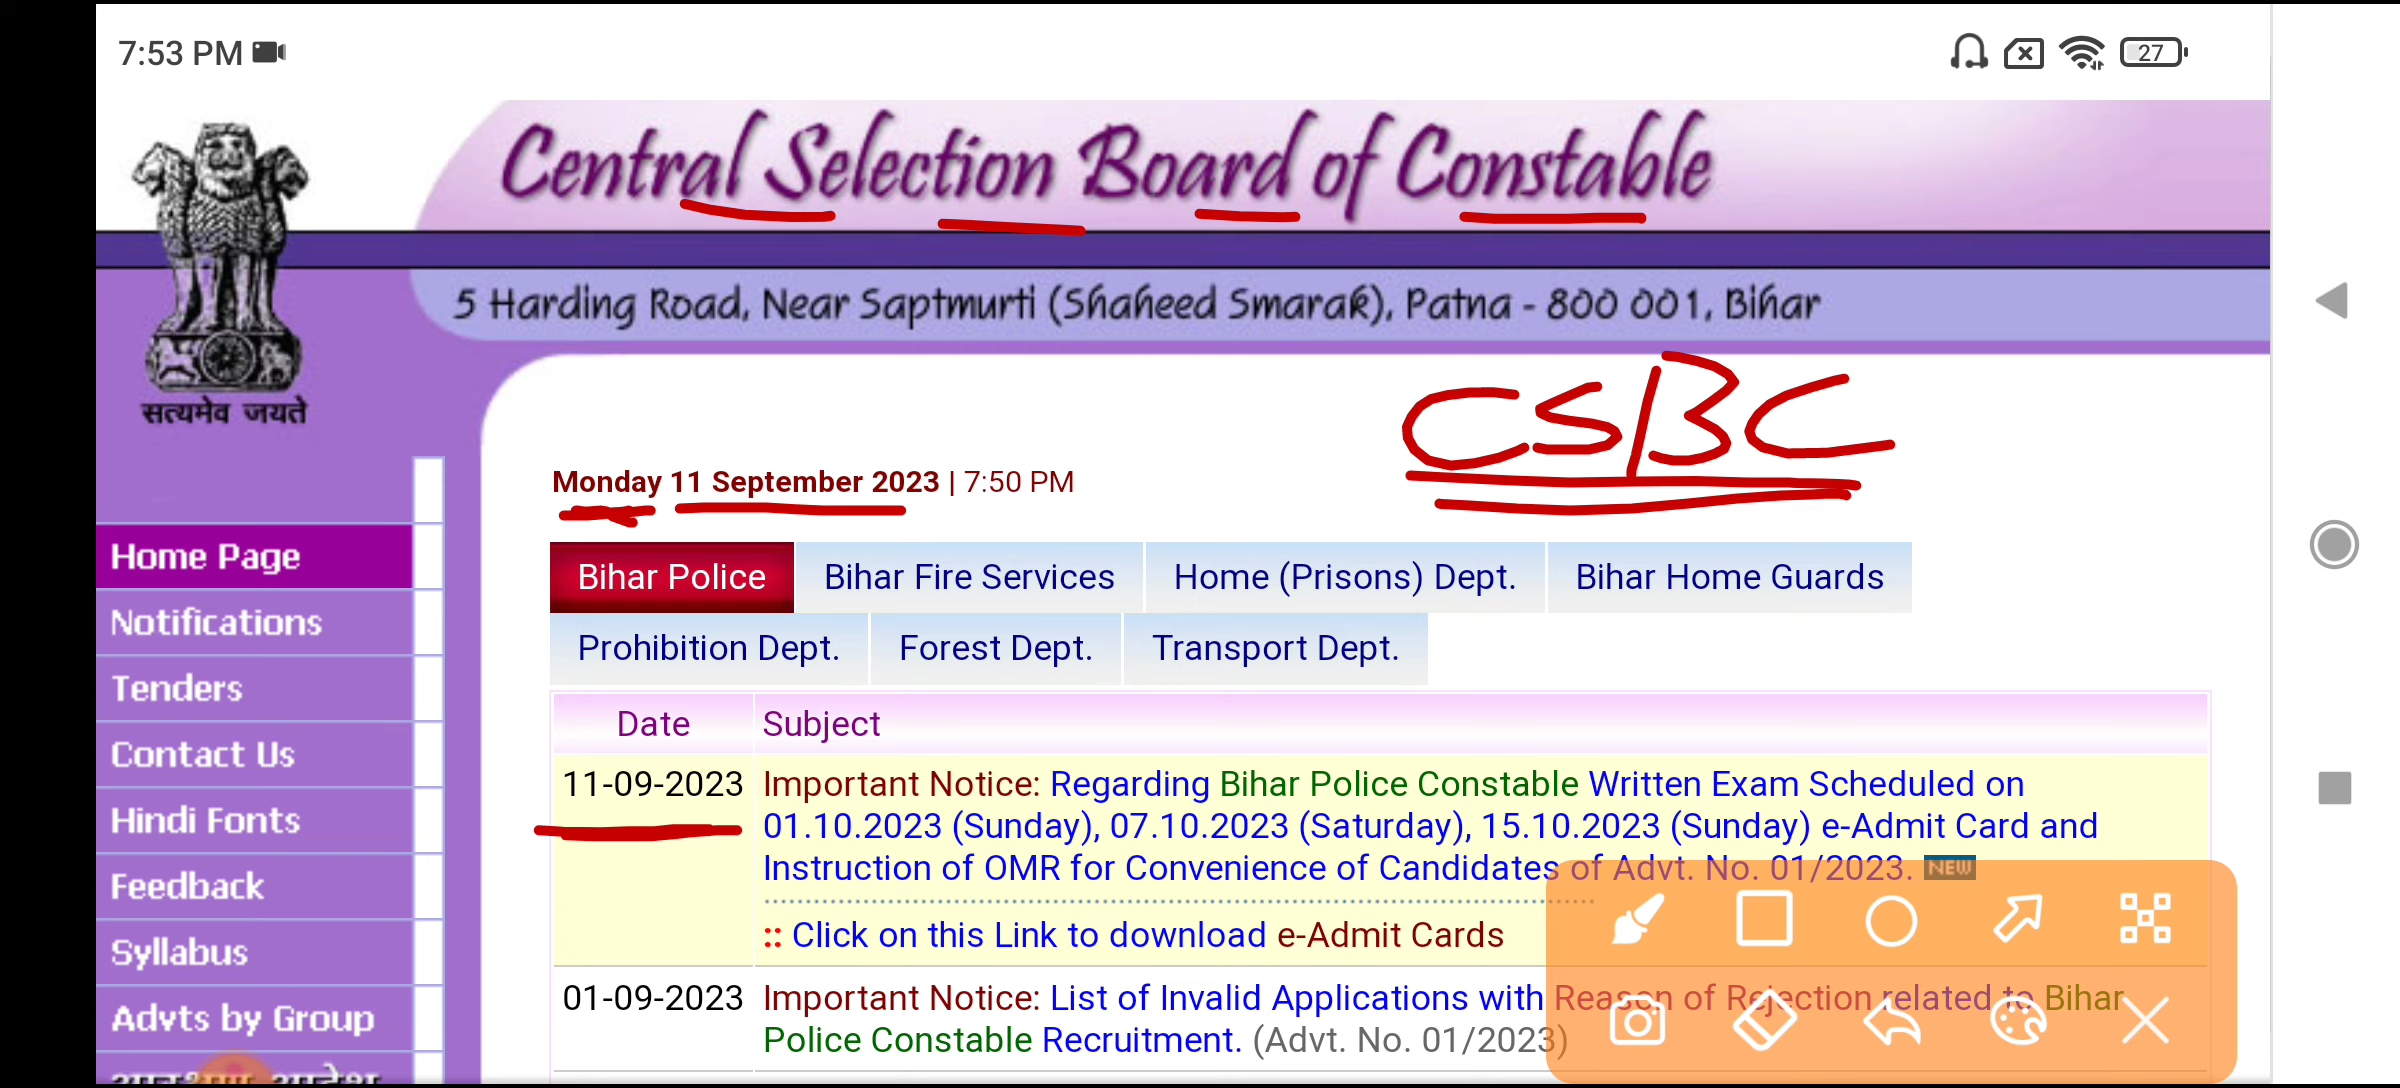 7:53 PM
27
Central Selection Board of Constable
5 Harding Road, Near Saptmurti (Shaheed Smarak), Patna - 800 001, Bihar
सत्यमेव जयते
CSBC
Monday 11 September 2023 | 7:50 PM
Home Page
Notifications
Tenders
Contact Us
Hindi Fonts
Feedback
Syllabus
Advts by Group
Bihar Police
Bihar Fire Services
Home (Prisons) Dept.
Bihar Home Guards
Prohibition Dept.
Forest Dept.
Transport Dept.
Date Subject
11-09-2023 Important Notice: Regarding Bihar Police Constable Written Exam Scheduled on
01.10.2023 (Sunday), 07.10.2023 (Saturday), 15.10.2023 (Sunday) e-Admit Card and
Instruction of OMR for Convenience of Candidates of Advt. No. 01/2023. NEW
:: Click on this Link to download e-Admit Cards
01-09-2023 Important Notice: List of Invalid Applications with Reason of Rejection related to Bihar
Police Constable Recruitment. (Advt. No. 01/2023)